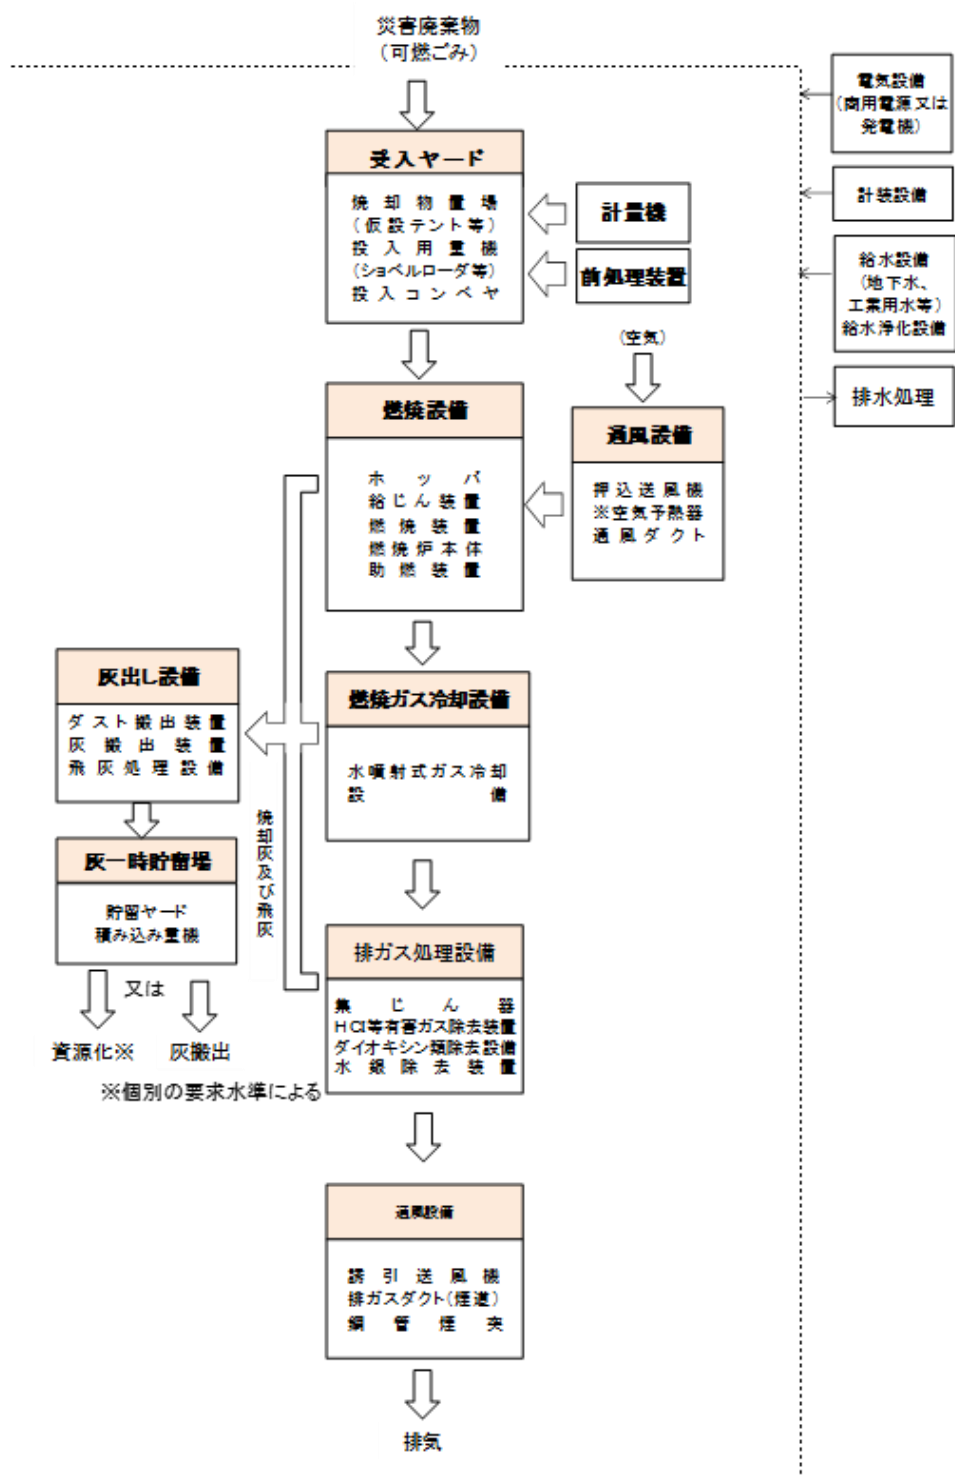 災害廃棄物
(可燃ごみ)
受入ヤード
焼却物置場
(仮設テント等)
投入用重機
(ショベルローダ等)
投入コンベヤ
計量機
前処理装置
電気設備
(商用電源又は
発電機)
計装設備
給水設備
(地下水、
工業用水等)
給水浄化設備
排水処理
(空気)
燃焼設備
ホッパ
給じん装置
燃焼装置
燃焼炉本体
助燃装置
通風設備
押込送風機
※空気予熱器
通風ダクト
灰出し設備
ダスト搬出装置
灰搬出装置
飛灰処理設備
燃焼ガス冷却設備
水噴射式ガス冷却
設備
焼却灰及び飛灰
灰一時貯留場
貯留ヤード
積み込み重機
又は
資源化※
灰搬出
※個別の要求水準による
排ガス処理設備
集じん器
HCl等有害ガス除去装置
ダイオキシン類除去設備
水銀除去装置
通風設備
誘引送風機
排ガスダクト(煙道)
鋼管煙突
排気